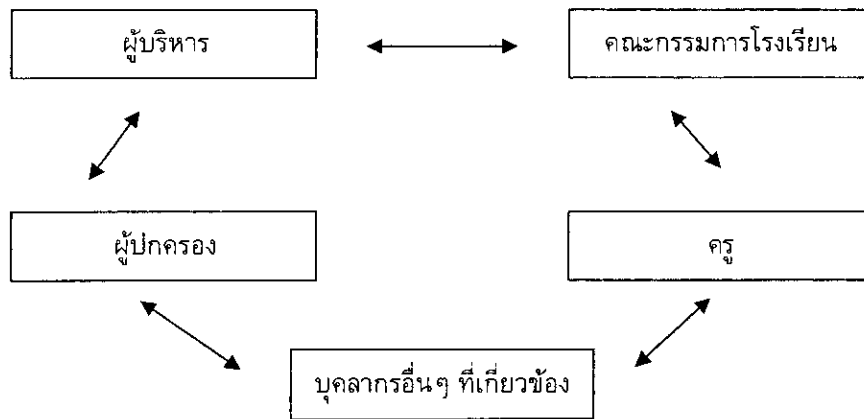 ผู้บริหาร
คณะกรรมการโรงเรียน
ผู้ปกครอง
ครู
บุคลากรอื่นๆ ที่เกี่ยวข้อง